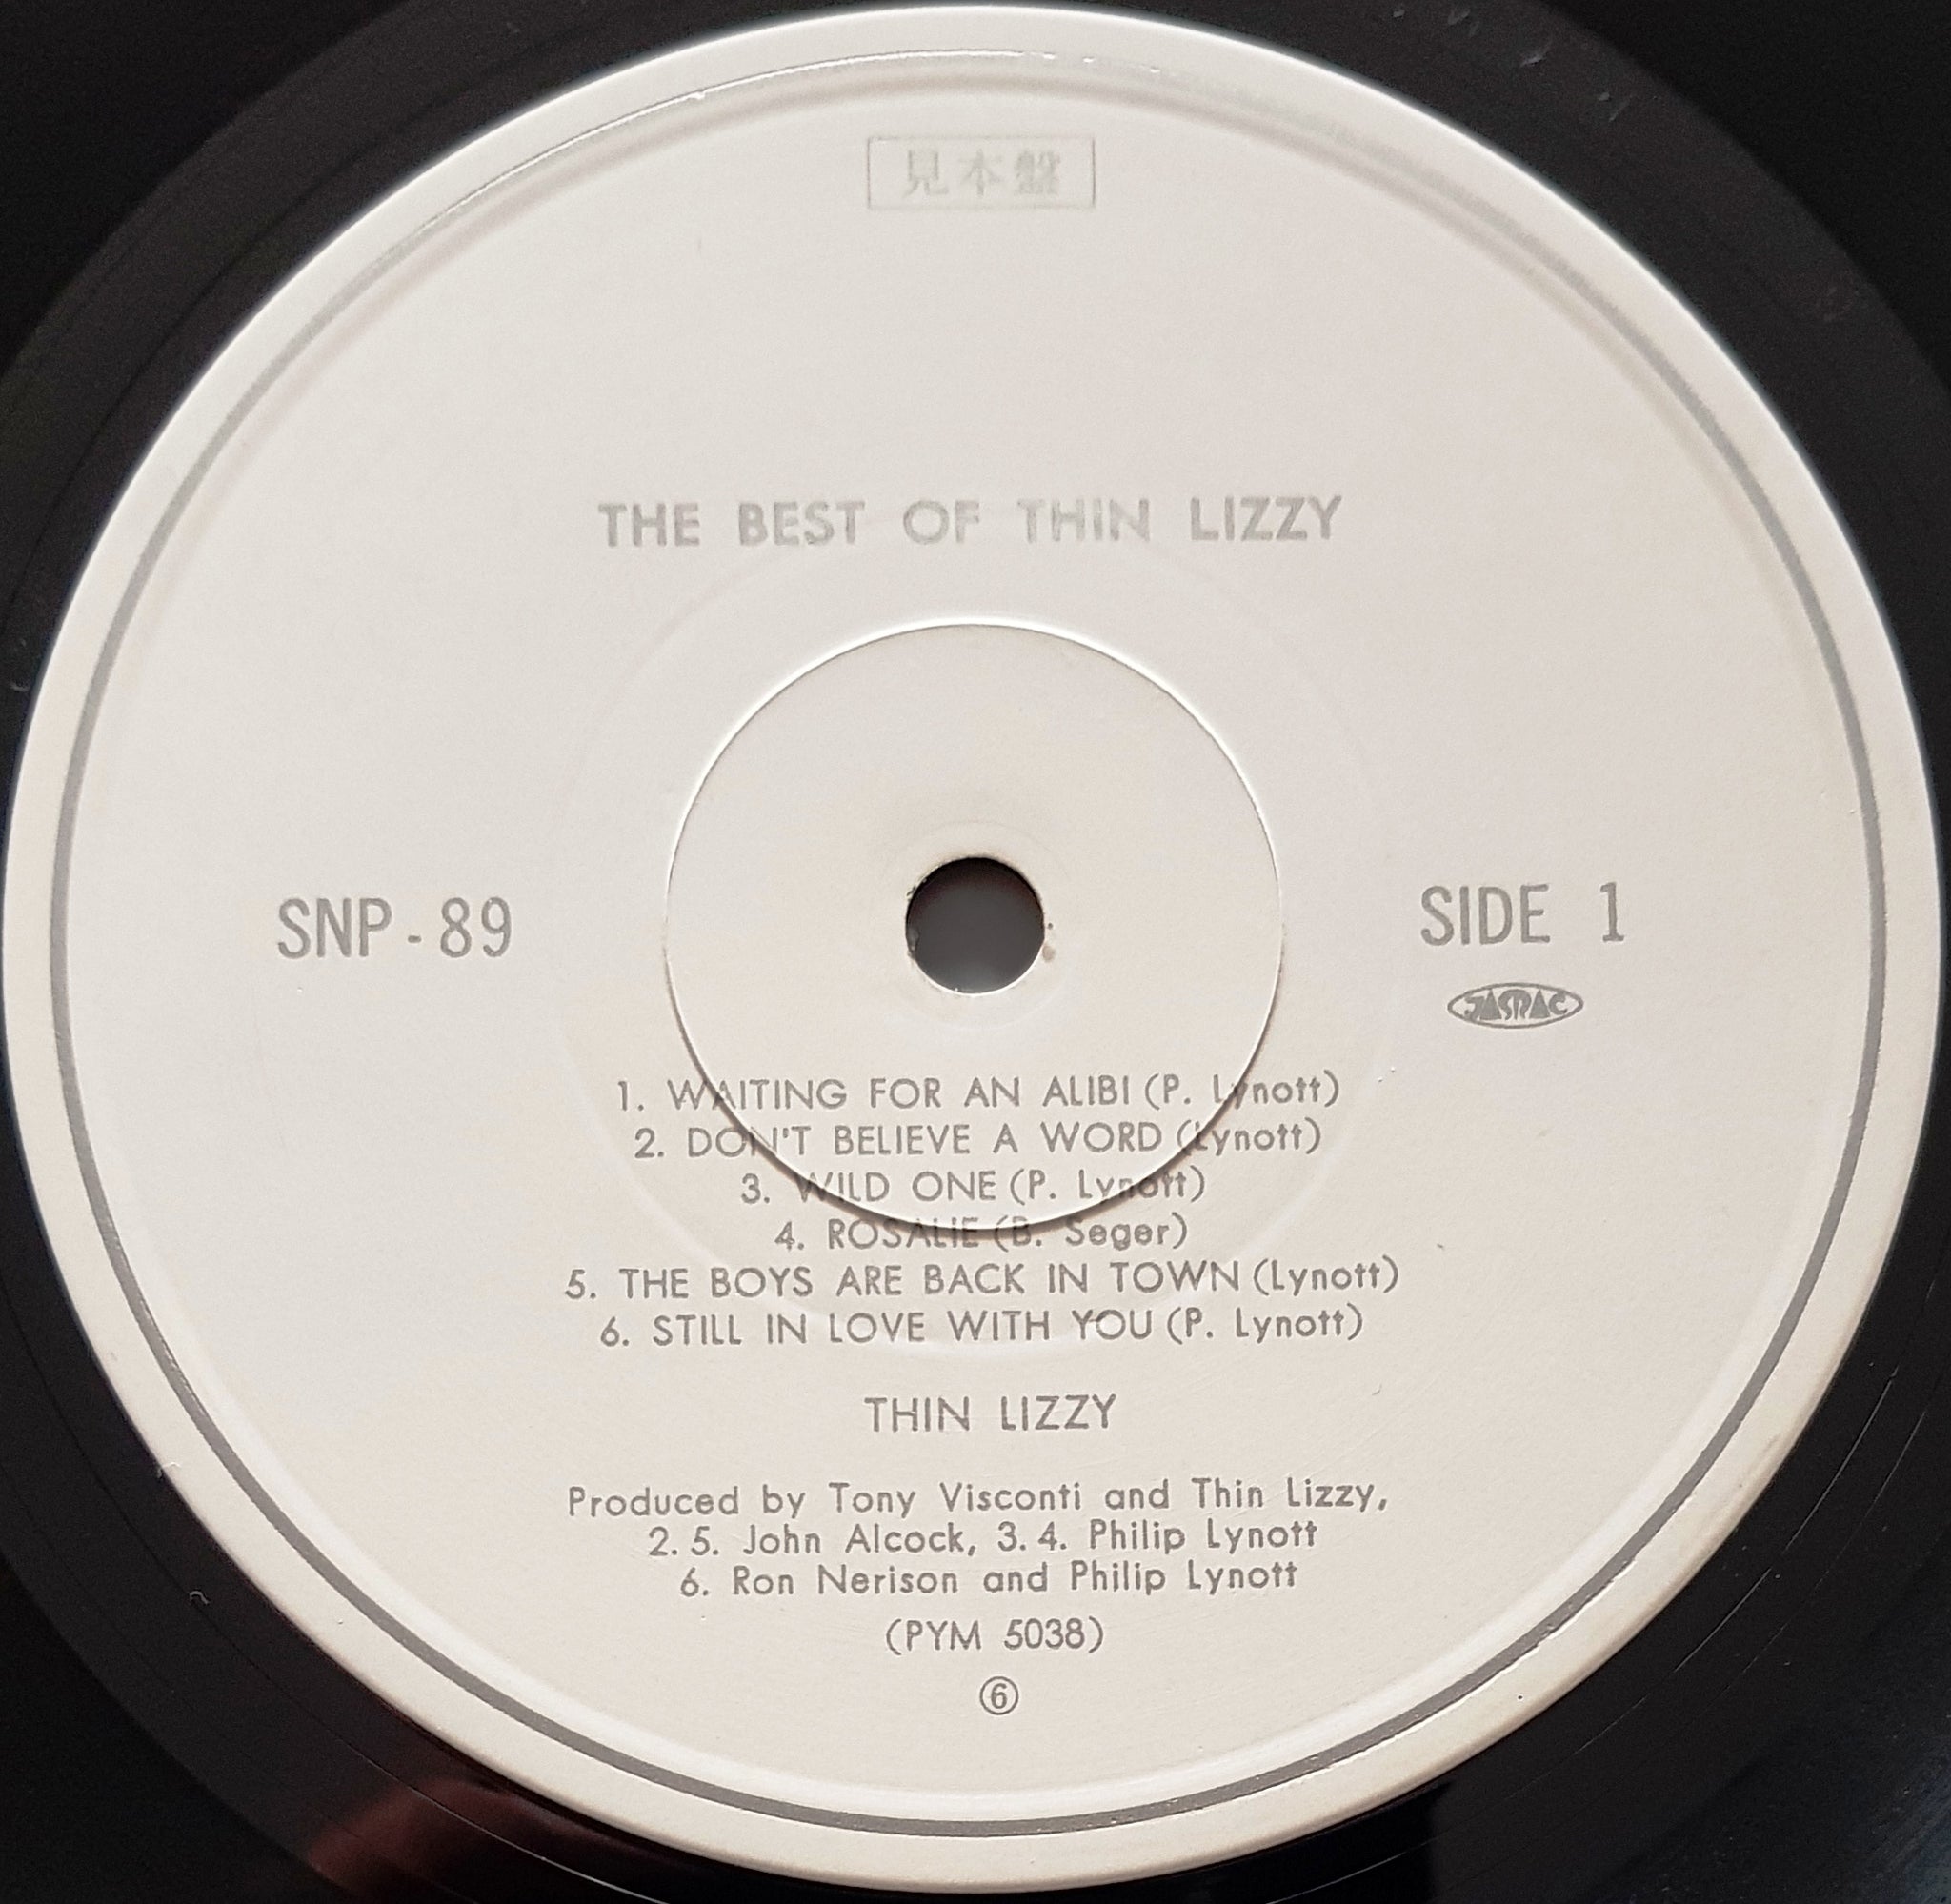 見本盤
THE BEST OF THIN LIZZY
SNP-89
SIDE 1
JASRAC
1. WAITING FOR AN ALIBI (P. Lynott)
2. DON'T BELIEVE A WORD (Lynott)
3. WILD ONE (P. Lynott)
4. ROSALIE (B. Seger)
5. THE BOYS ARE BACK IN TOWN (Lynott)
6. STILL IN LOVE WITH YOU (P. Lynott)
THIN LIZZY
Produced by Tony Visconti and Thin Lizzy,
2. 5. John Alcock, 3. 4. Philip Lynott
6. Ron Nerison and Philip Lynott
(PYM 5038)
⑥